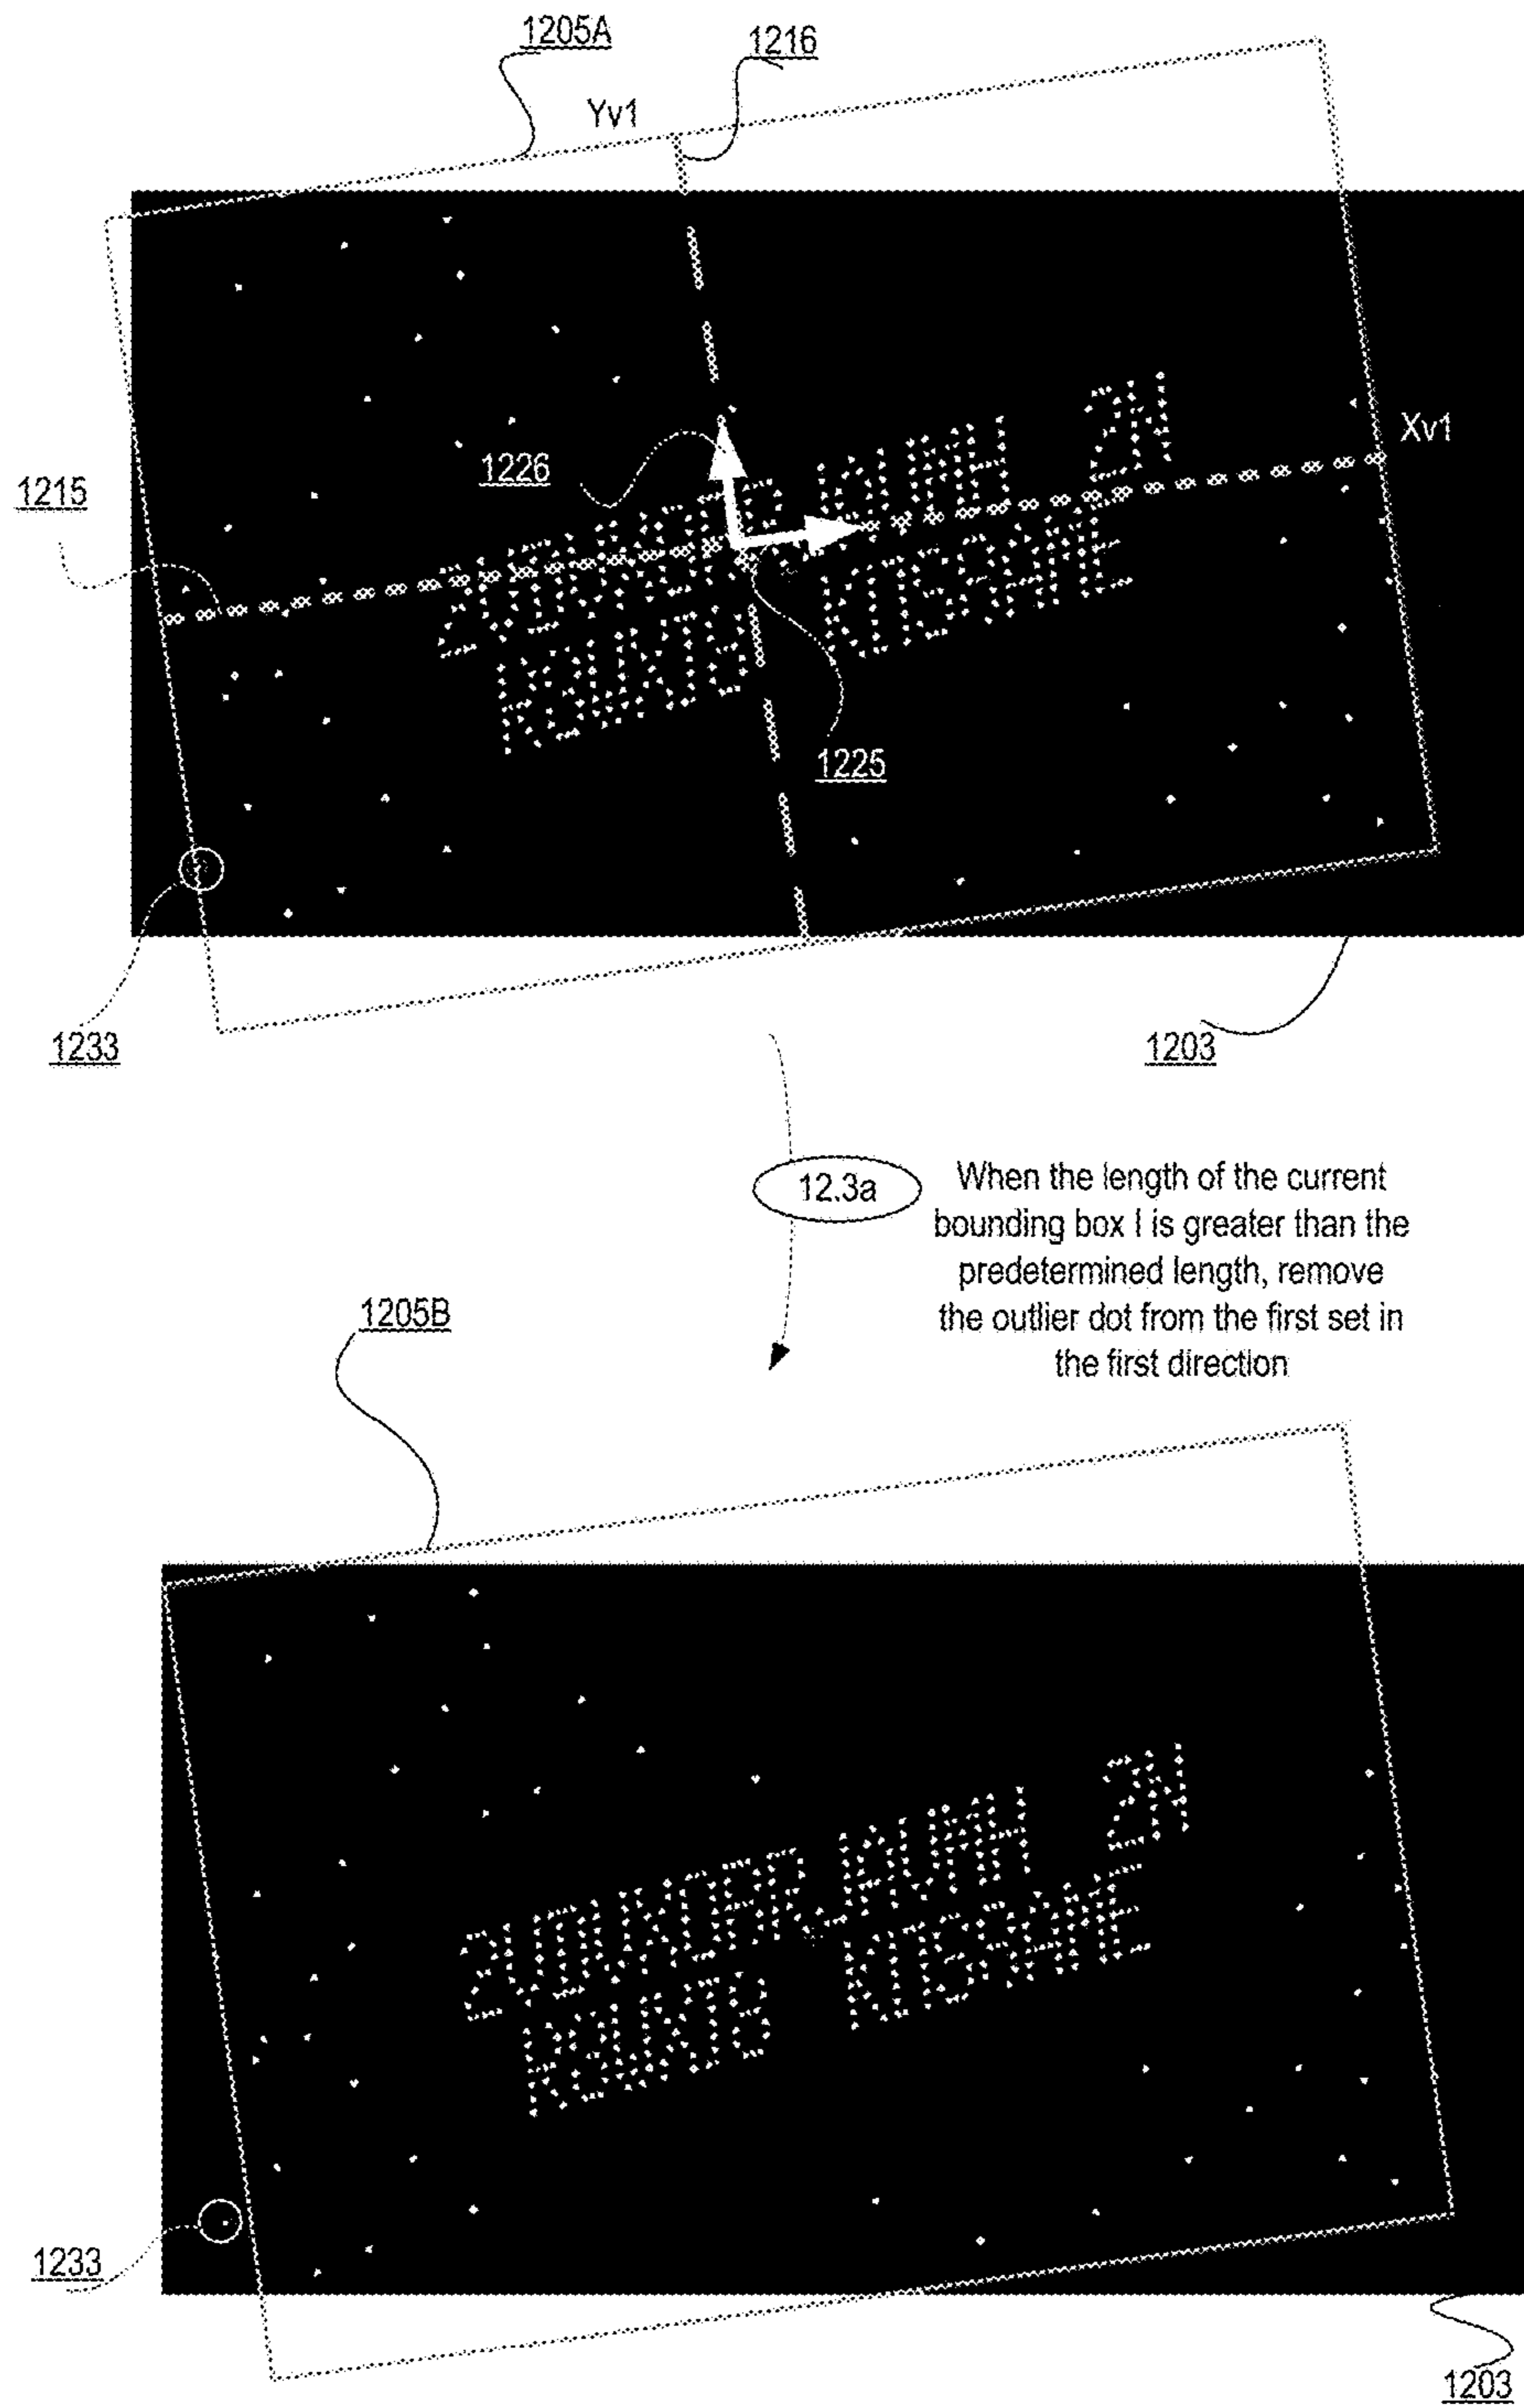 1205A
1216
Yv1
Xv1
2N
1226
1215
1225
1233
1203
12.3a
When the length of the current
bounding box l is greater than the
predetermined length, remove
the outlier dot from the first set in
the first direction
1205B
2N
1233
1203